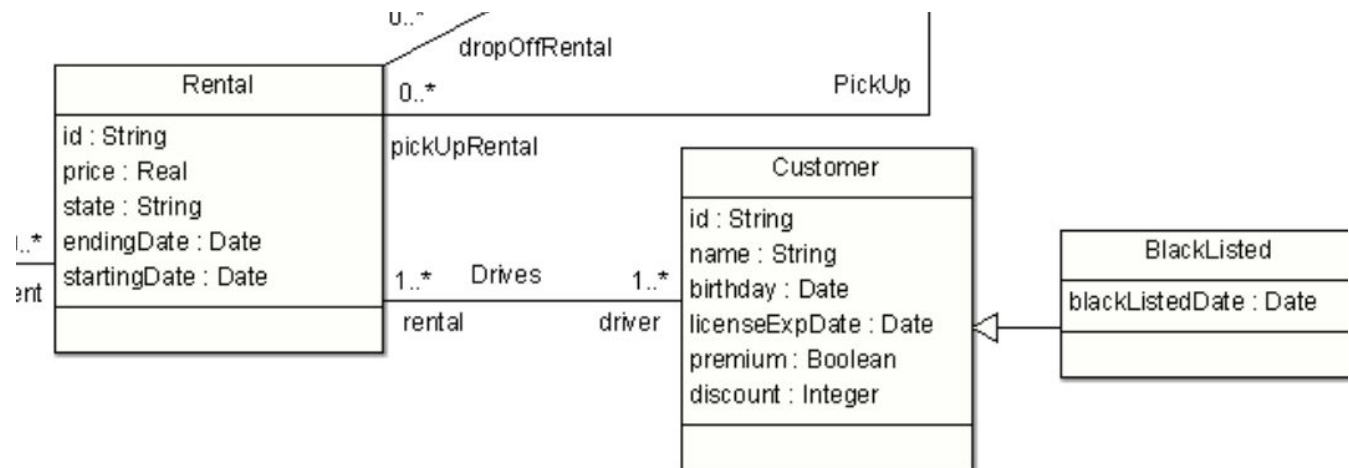 dropOffRental
Rental
0..*
PickUp
id : String
price : Real
state : String
endingDate : Date
startingDate : Date
pickUpRental
Customer
id : String
name : String
birthday : Date
licenseExpDate : Date
premium : Boolean
discount : Integer
1..*
Drives
1..*
rental
driver
BlackListed
blackListedDate : Date